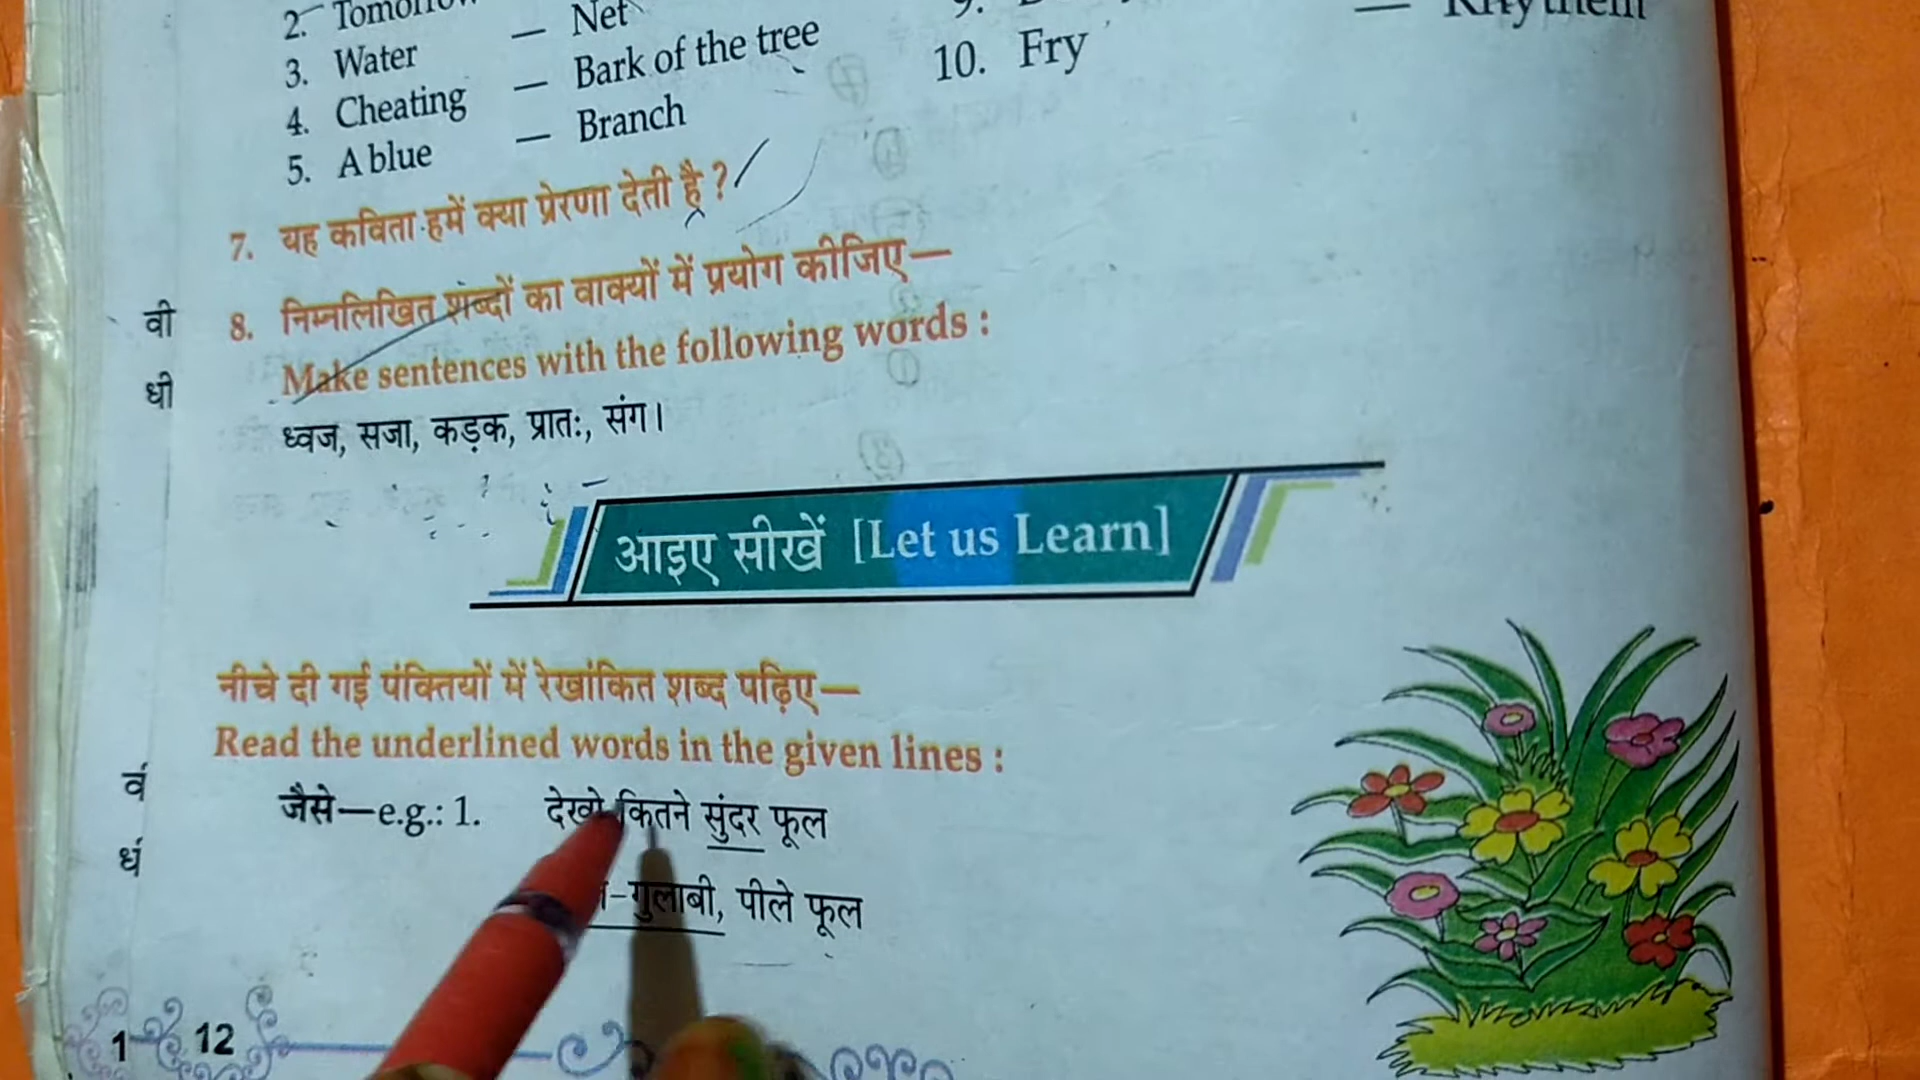 2.
3. Water — Net
4. Cheating — Bark of the tree
5. A blue — Branch
9.
10. Fry
7. यह कविता हमें क्या प्रेरणा देती है ?
8. निम्नलिखित शब्दों का वाक्यों में प्रयोग कीजिए—
Make sentences with the following words :
ध्वज, सजा, कड़क, प्रातः, संग।
वी
धी
आइए सीखें [Let us Learn]
नीचे दी गई पंक्तियों में रेखांकित शब्द पढ़िए—
Read the underlined words in the given lines :
जैसे—e.g.: 1. देखो कितने सुंदर फूल
-गुलाबी, पीले फूल
वं
धं
1 12